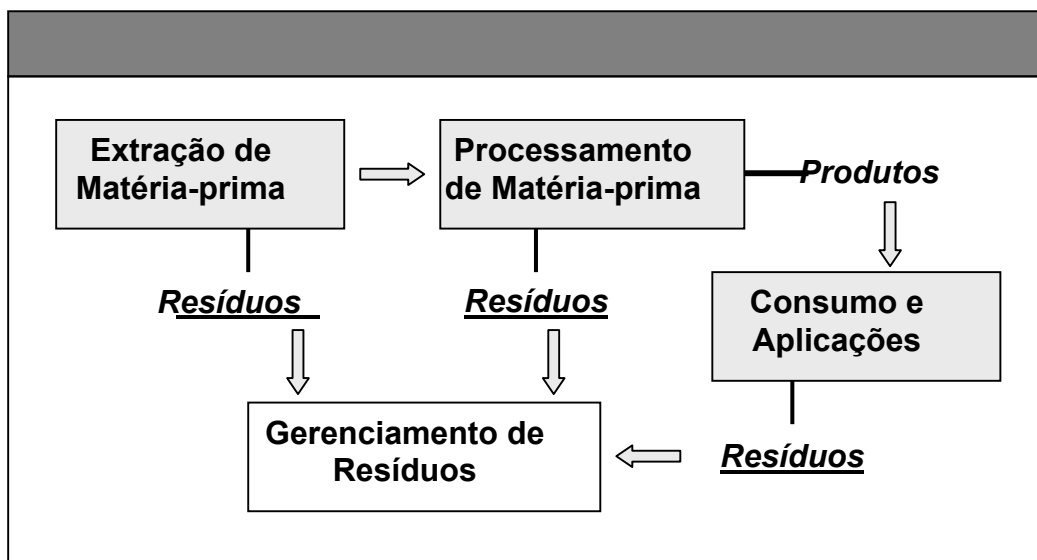 Extração de
Matéria-prima
Processamento
de Matéria-prima
Produtos
Resíduos
Resíduos
Consumo e
Aplicações
Gerenciamento de
Resíduos
Resíduos